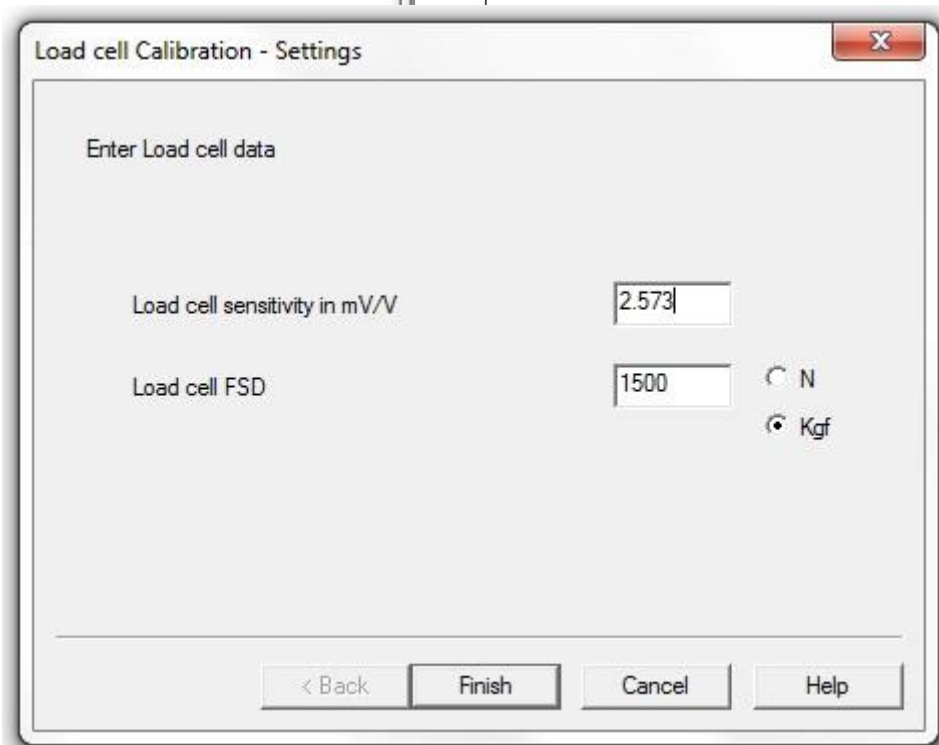 Load cell Calibration - Settings
Enter Load cell data
Load cell sensitivity in mV/V 2.573
Load cell FSD 1500 N
Kgf
< Back Finish Cancel Help